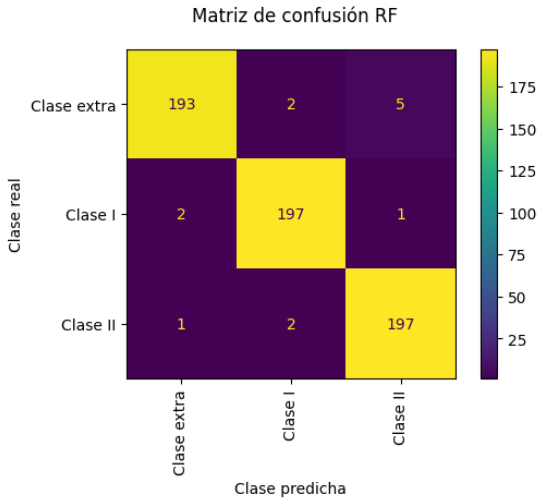 Matriz de confusión RF
Clase real
Clase extra
193 2 5
Clase I
2 197 1
Clase II
1 2 197
Clase extra
Clase I
Clase II
Clase predicha
175
150
125
100
75
50
25